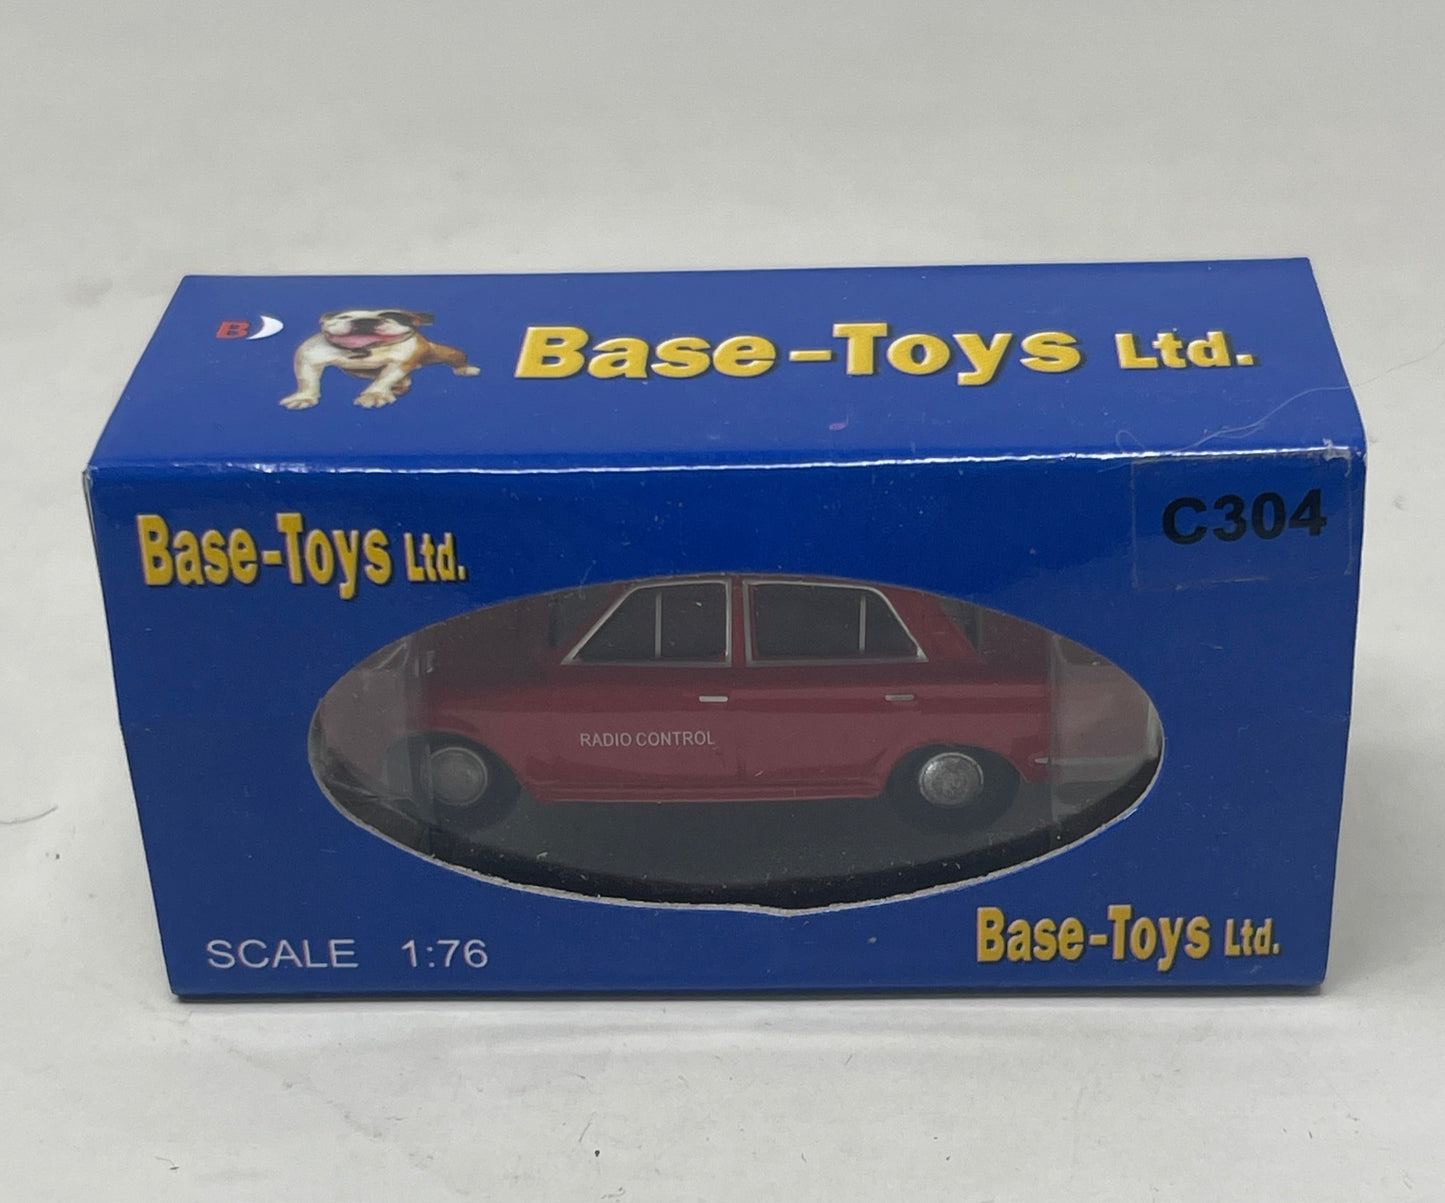 B
Base-Toys Ltd.
Base-Toys Ltd.
C304
RADIO CONTROL
SCALE 1:76
Base-Toys Ltd.